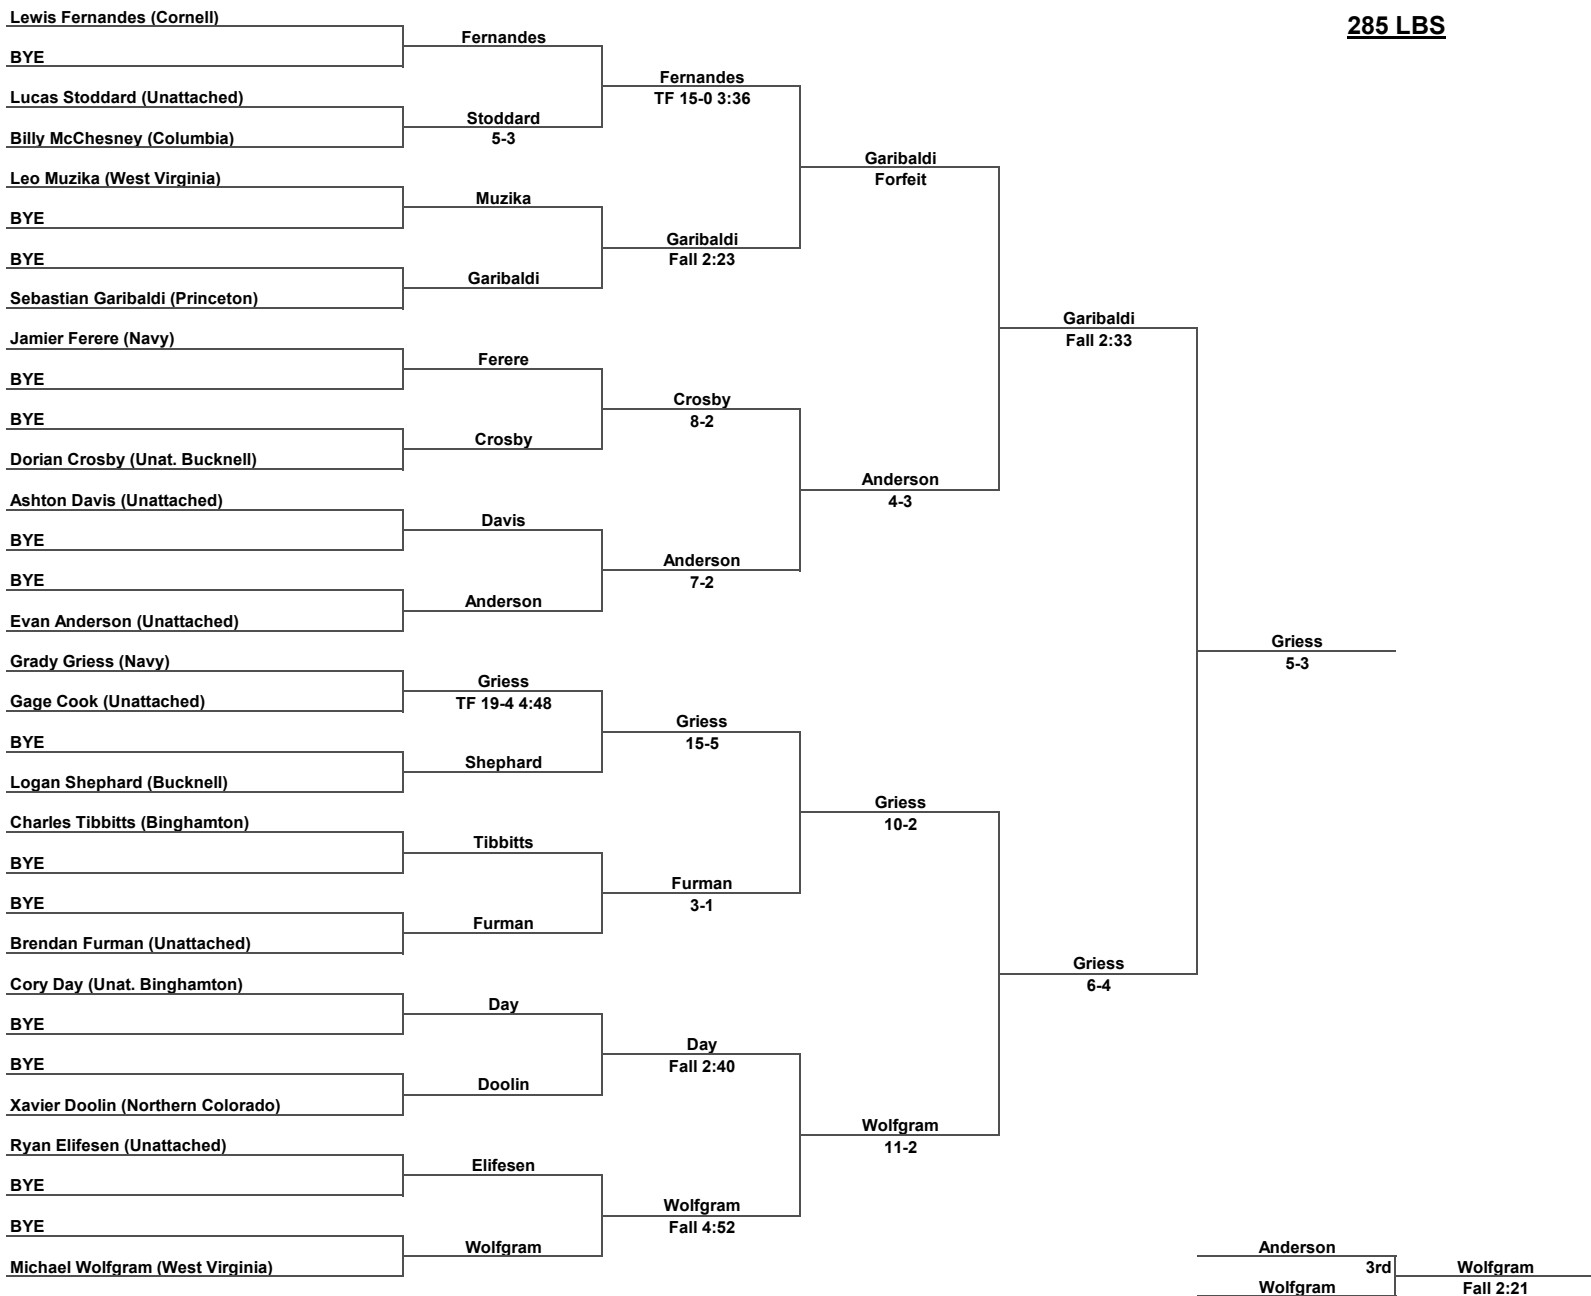 285 LBS
Lewis Fernandes (Cornell)
BYE
Lucas Stoddard (Unattached)
Billy McChesney (Columbia)
Leo Muzika (West Virginia)
BYE
BYE
Sebastian Garibaldi (Princeton)
Jamier Ferere (Navy)
BYE
BYE
Dorian Crosby (Unat. Bucknell)
Ashton Davis (Unattached)
BYE
BYE
Evan Anderson (Unattached)
Grady Griess (Navy)
Gage Cook (Unattached)
BYE
Logan Shephard (Bucknell)
Charles Tibbitts (Binghamton)
BYE
BYE
Brendan Furman (Unattached)
Cory Day (Unat. Binghamton)
BYE
BYE
Xavier Doolin (Northern Colorado)
Ryan Elifesen (Unattached)
BYE
BYE
Michael Wolfgram (West Virginia)
Fernandes
Stoddard
5-3
Muzika
Garibaldi
Ferere
Crosby
Davis
Anderson
Griess
TF 19-4 4:48
Shephard
Tibbitts
Furman
Day
Doolin
Elifesen
Wolfgram
Fernandes
TF 15-0 3:36
Garibaldi
Fall 2:23
Crosby
8-2
Anderson
7-2
Griess
15-5
Furman
3-1
Day
Fall 2:40
Wolfgram
Fall 4:52
Garibaldi
Forfeit
Anderson
4-3
Griess
10-2
Wolfgram
11-2
Garibaldi
Fall 2:33
Griess
6-4
Griess
5-3
Anderson
3rd
Wolfgram
Wolfgram
Fall 2:21